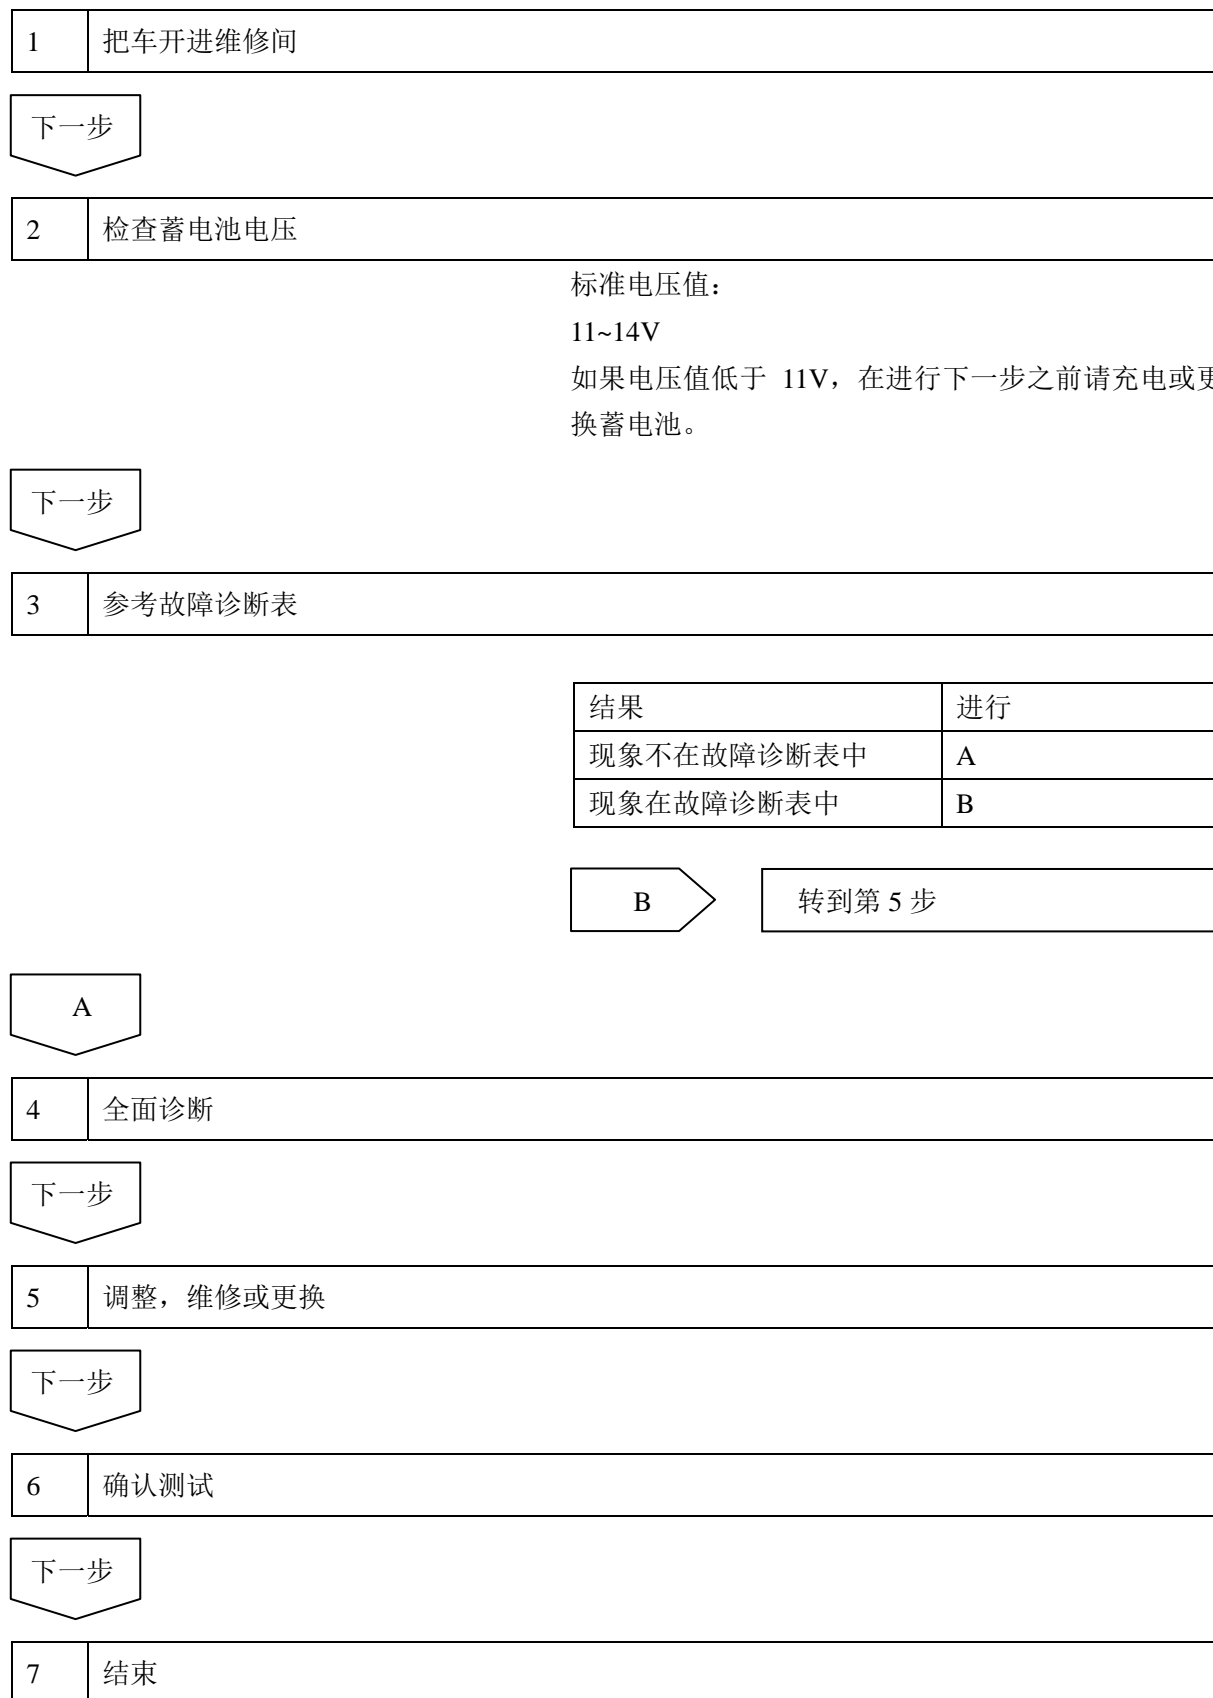 1 把车开进维修间
下一步
2 检查蓄电池电压
标准电压值：
11~14V
如果电压值低于 11V，在进行下一步之前请充电或更
换蓄电池。
下一步
3 参考故障诊断表
结果 进行
现象不在故障诊断表中 A
现象在故障诊断表中 B
B 转到第 5 步
A
4 全面诊断
下一步
5 调整，维修或更换
下一步
6 确认测试
下一步
7 结束